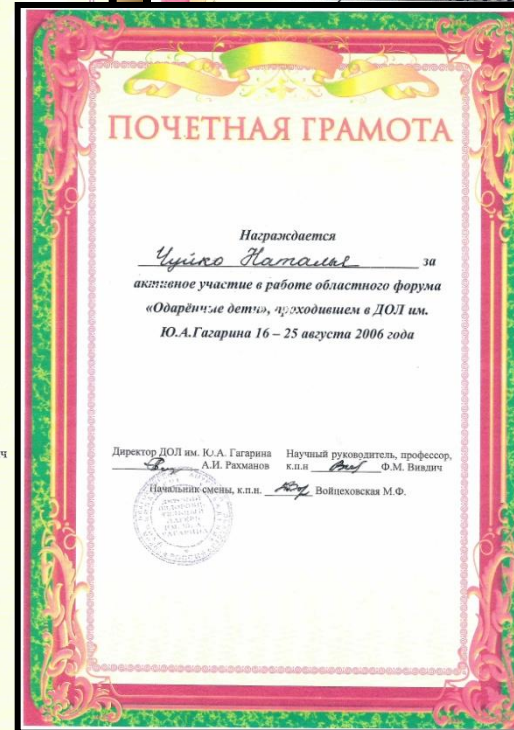 ПОЧЕТНАЯ ГРАМОТА
Награждается
Чуйко Наталья за
активное участие в работе областного форума
«Одарённые дети», проходившем в ДОЛ им.
Ю.А.Гагарина 16 – 25 августа 2006 года
Директор ДОЛ им. Ю.А. Гагарина
А.И. Рахманов
Научный руководитель, профессор,
к.п.н Ф.М. Вивдич
Начальник смены, к.п.н. Войцеховская М.Ф.
ч